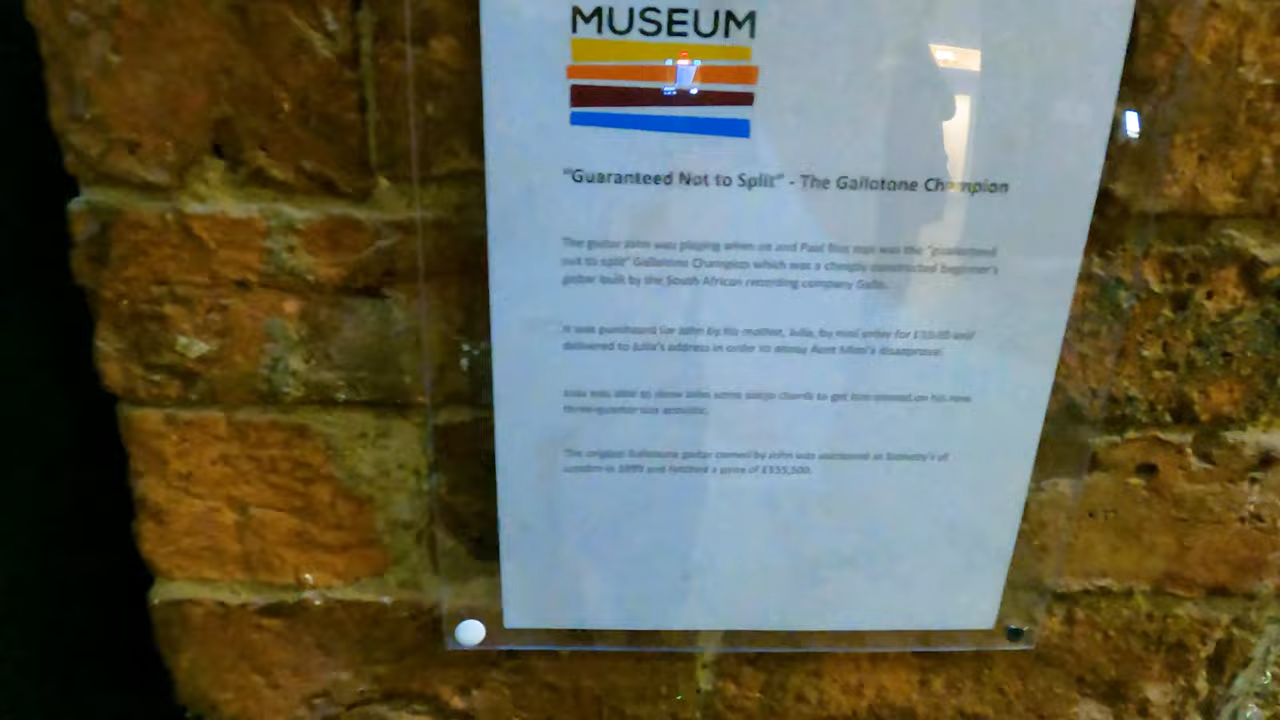 MUSEUM
"Guaranteed Not to Split" - The Gallotone Champion
The guitar John was playing when he and Paul first met was the "guaranteed
not to split" Gallotone Champion which was a cheaply constructed beginner's
guitar built by the South African recording company Gallo.
It was purchased for John by his mother, Julia, by mail order for and
delivered to Julia's address in order to Aunt Mimi's disapproval.
Julia was able to show John some banjo chords to get him started on his new
three-quarter size acoustic.
The original Gallotone guitar owned by John was auctioned at Sotheby's of
London in 1999 and fetched a price of £155,500.